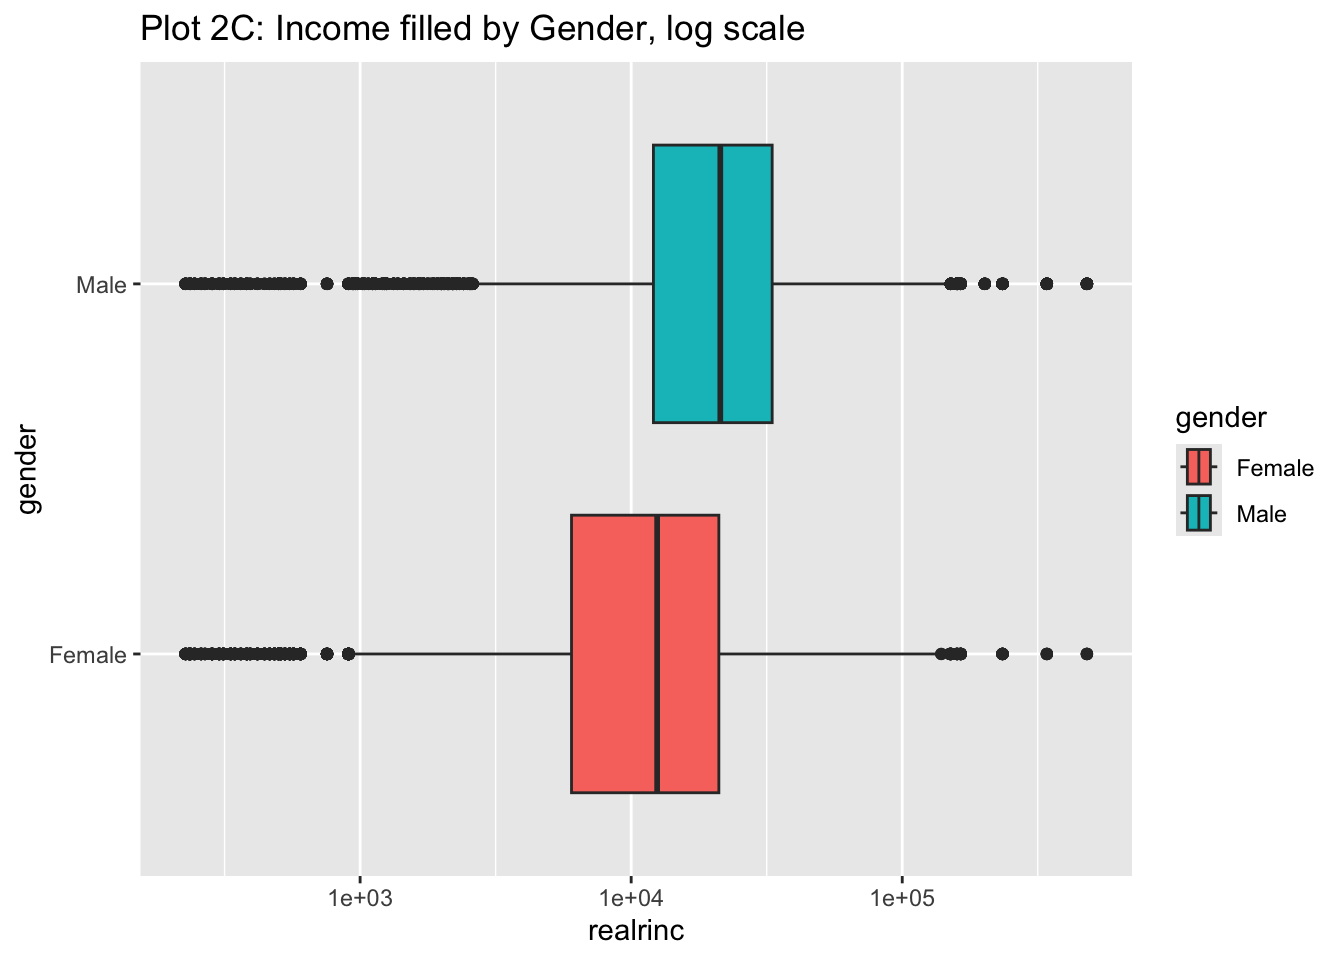 Plot 2C: Income filled by Gender, log scale
Male
Female
gender
1e+03
1e+04
1e+05
realrinc
gender
Female
Male